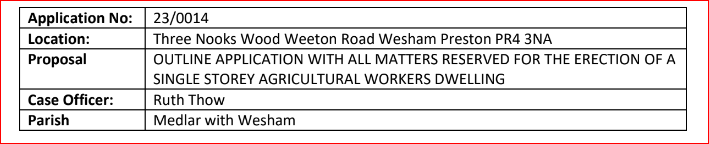 Application No: 23/0014
Location: Three Nooks Wood Weeton Road Wesham Preston PR4 3NA
Proposal OUTLINE APPLICATION WITH ALL MATTERS RESERVED FOR THE ERECTION OF A
SINGLE STOREY AGRICULTURAL WORKERS DWELLING
Case Officer: Ruth Thow
Parish Medlar with Wesham